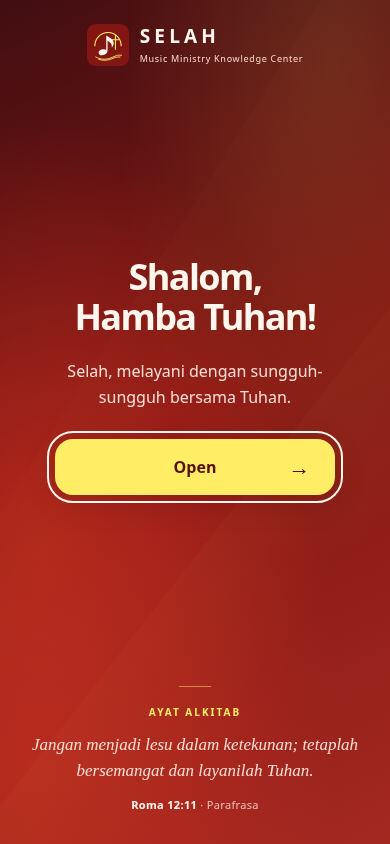 SELAH
Music Ministry Knowledge Center
Shalom,
Hamba Tuhan!
Selah, melayani dengan sungguh-
sungguh bersama Tuhan.
Open →
AYAT ALKITAB
Jangan menjadi lesu dalam ketekunan; tetaplah
bersemangat dan layanilah Tuhan.
Roma 12:11 · Parafrasa